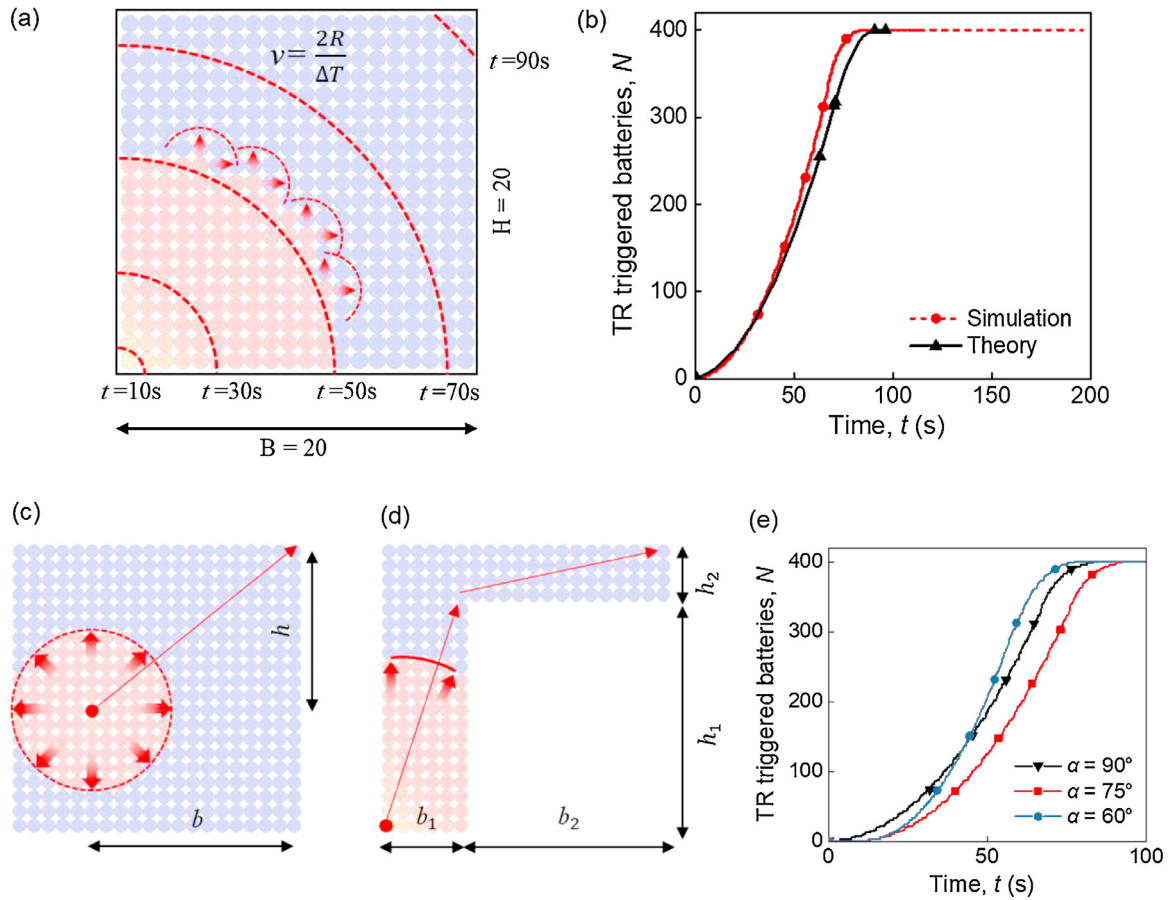 (a)
v = 2R / ΔT
t=90s
H = 20
t=10s t=30s t=50s t=70s
B = 20
(b)
TR triggered batteries, N
400
300
200
100
0
0 50 100 150 200
Time, t (s)
Simulation
Theory
(c)
h
b
(d)
h₂
h₁
b₁ b₂
(e)
TR triggered batteries, N
400
300
200
100
0
0 50 100
Time, t (s)
α = 90°
α = 75°
α = 60°